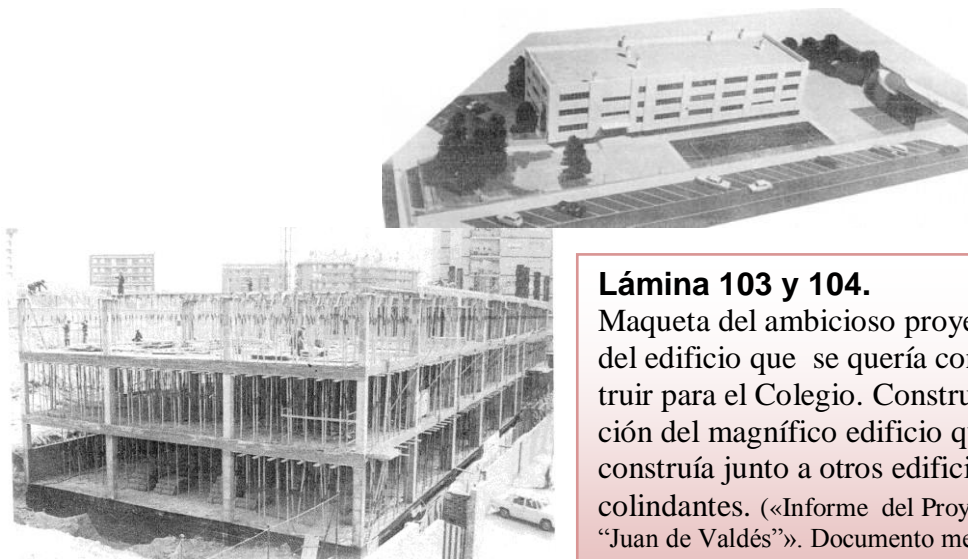 Lámina 103 y 104.
Maqueta del ambicioso proye
del edificio que se quería con
truir para el Colegio. Constru
ción del magnífico edificio qu
construía junto a otros edifici
colindantes. («Informe del Proy
“Juan de Valdés”». Documento me